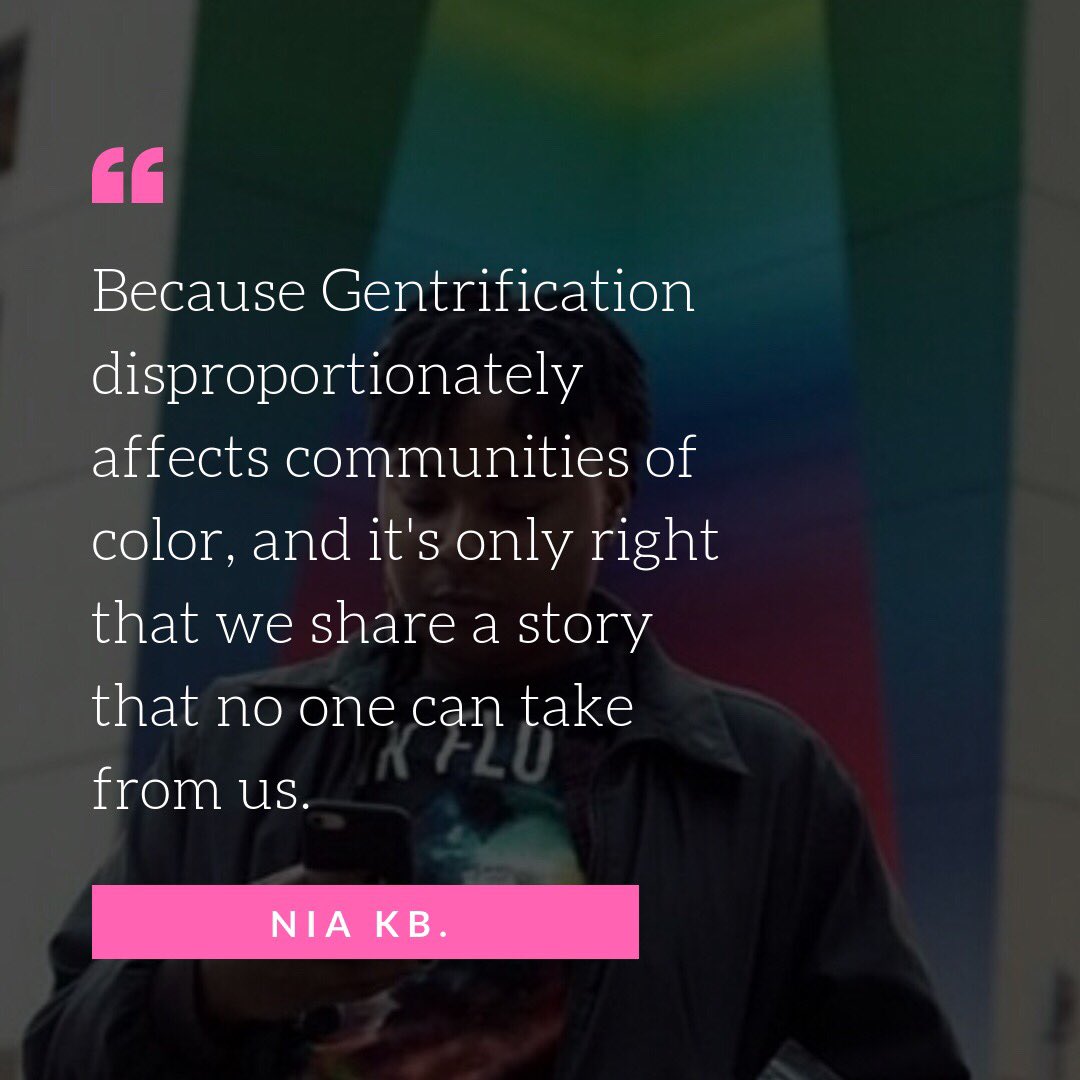 “
Because Gentrification
disproportionately
affects communities of
color, and it's only right
that we share a story
that no one can take
from us.
K FLO
NIA KB.